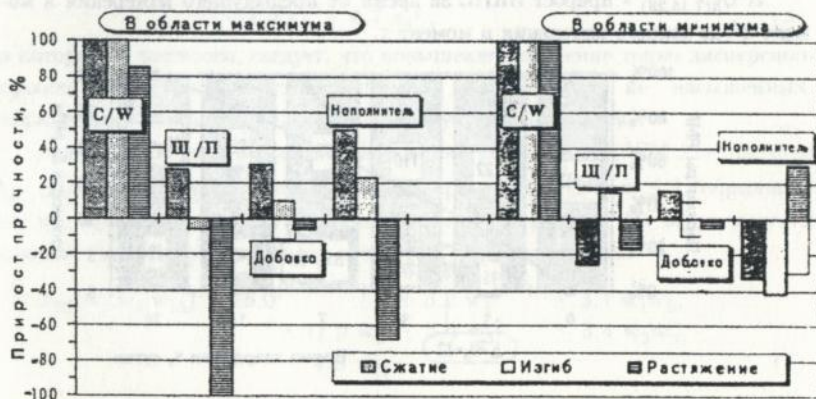 В области максимума
В области минимума
Прирост прочности, %
100
80
60
40
20
0
-20
-40
-60
-80
-100
C/W
Щ/П
Добавка
Наполнитель
C/W
Щ/П
Добавка
Наполнитель
Сжатие
Изгиб
Растяжение